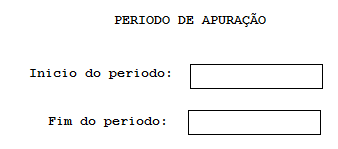 PERIODO DE APURAÇÃO
Inicio do periodo:
Fim do periodo: